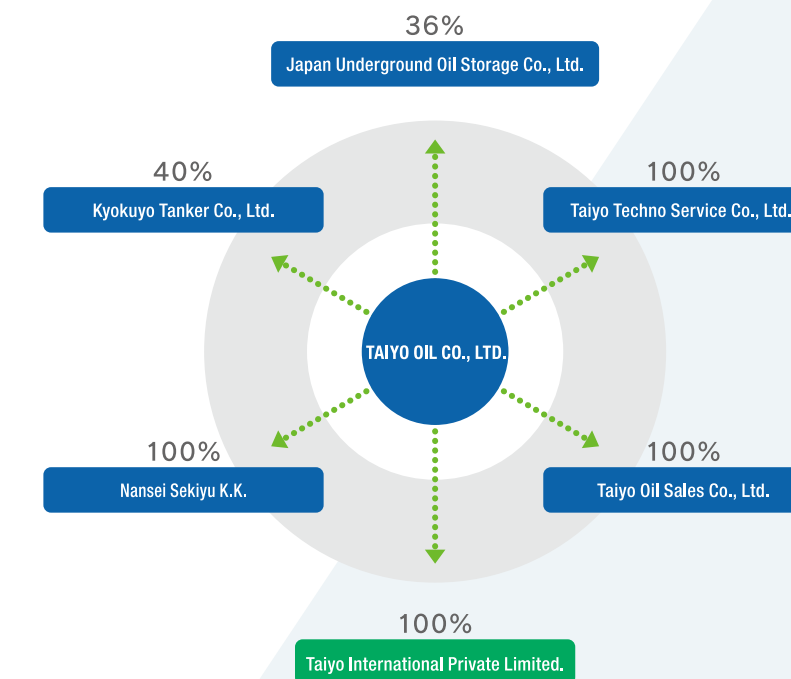 36%
Japan Underground Oil Storage Co., Ltd.
40%
Kyokuyo Tanker Co., Ltd.
100%
Taiyo Techno Service Co., Ltd.
TAIYO OIL CO., LTD.
100%
Nansei Sekiyu K.K.
100%
Taiyo Oil Sales Co., Ltd.
100%
Taiyo International Private Limited.